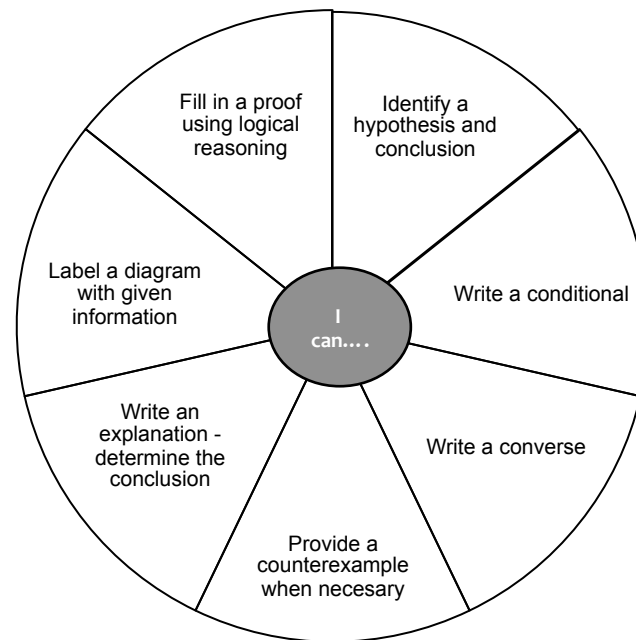 I
can....
Identify a
hypothesis and
conclusion
Write a conditional
Write a converse
Provide a
counterexample
when necesary
Write an
explanation -
determine the
conclusion
Label a diagram
with given
information
Fill in a proof
using logical
reasoning